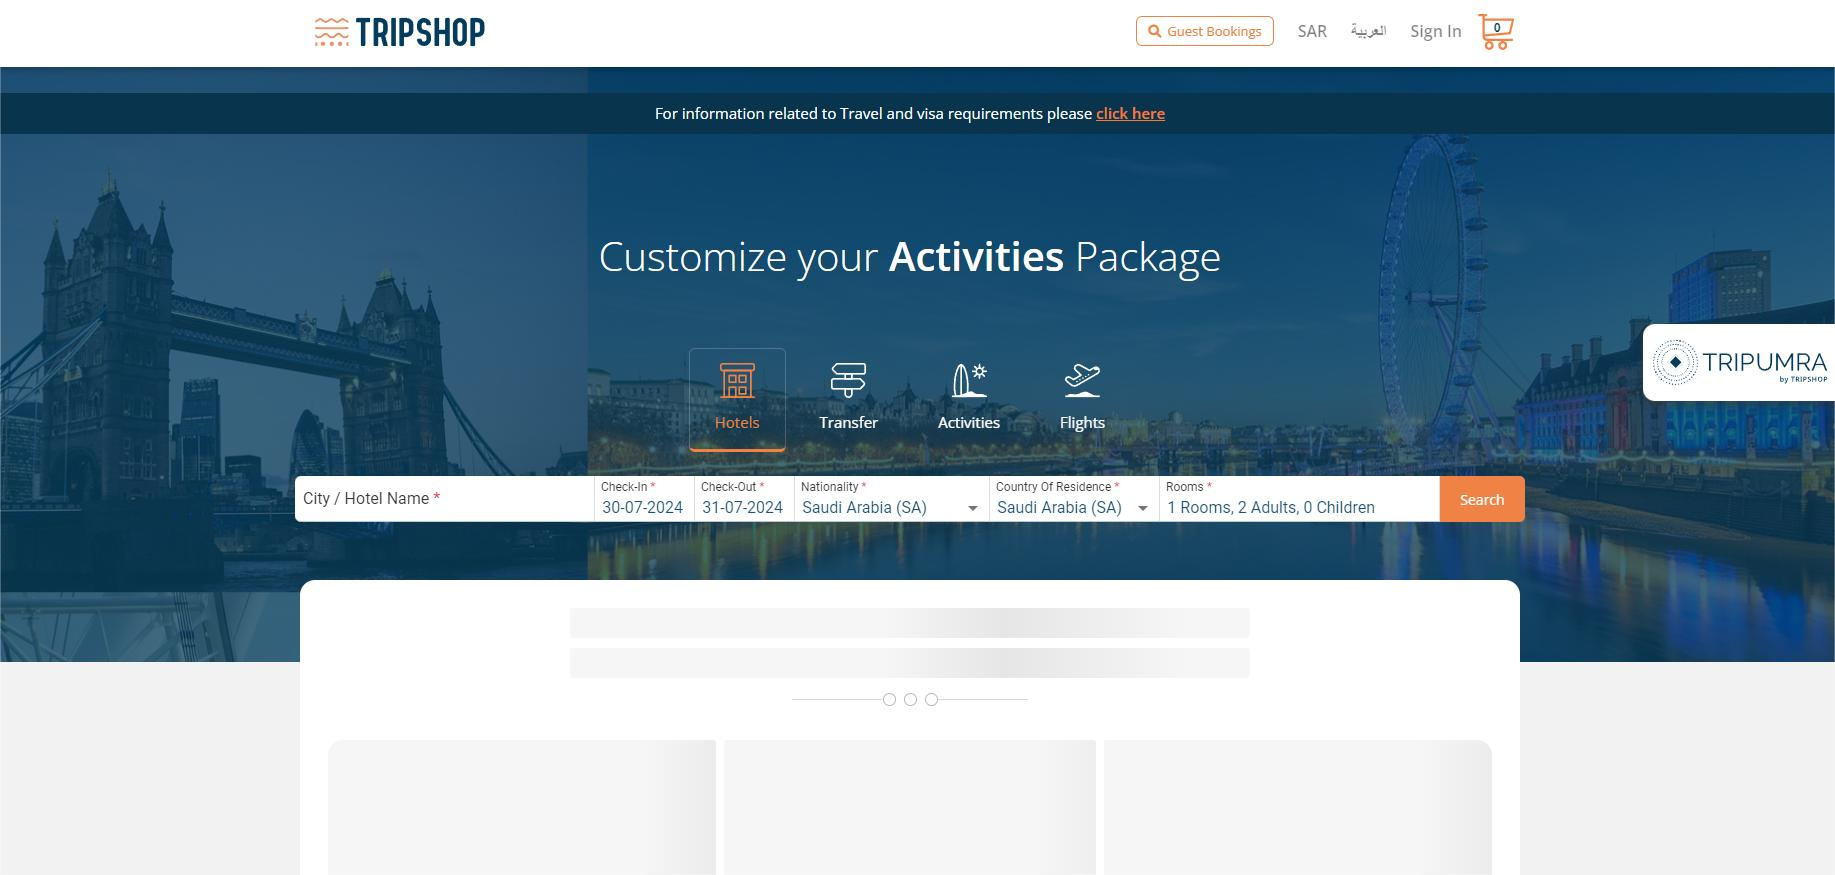 TRIPSHOP
Guest Bookings
SAR
العربية
Sign In
0
For information related to Travel and visa requirements please click here
Customize your Activities Package
TRIPUMRA
by TRIPSHOP
Hotels
Transfer
Activities
Flights
City / Hotel Name *
Check-In *
30-07-2024
Check-Out *
31-07-2024
Nationality *
Saudi Arabia (SA)
Country Of Residence *
Saudi Arabia (SA)
Rooms *
1 Rooms, 2 Adults, 0 Children
Search